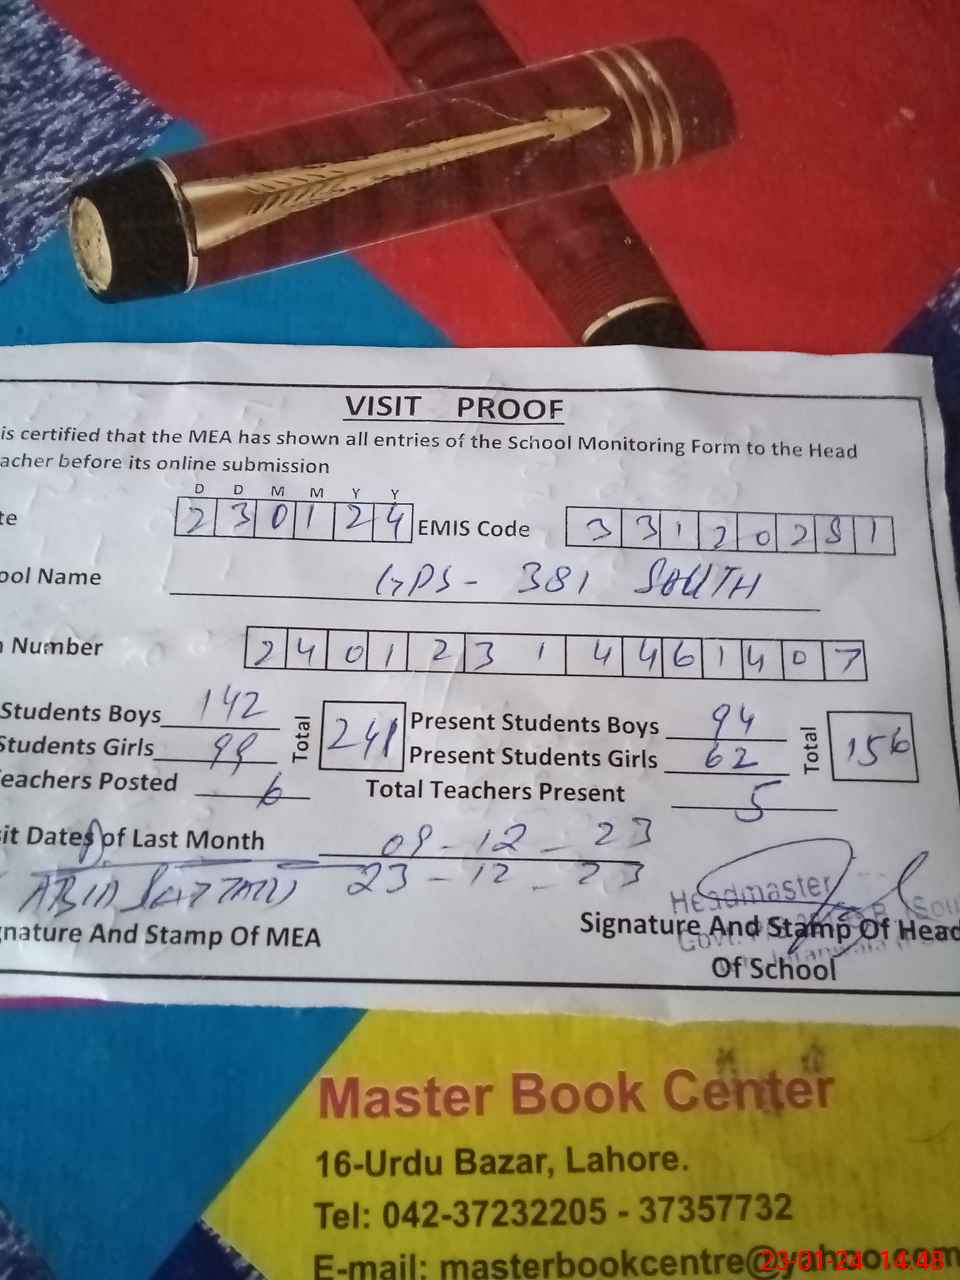 VISIT PROOF
is certified that the MEA has shown all entries of the School Monitoring Form to the Head
acher before its online submission
D D M M Y Y
te 2 3 0 1 2 4 EMIS Code 3 3 1 2 0 2 8 1
ool Name GPS - 381 SOUTH
Number 2 4 0 1 2 3 1 4 4 6 1 4 0 7
Students Boys 142 Total 241 Present Students Boys 94 Total 156
Students Girls 99 Present Students Girls 62
eachers Posted 6 Total Teachers Present 5
it Dates of Last Month 09-12-23
23-12-23
ABID
Headmaster
gnature And Stamp Of MEA Signature And Stamp Of Head
Govt.
Of School
Master Book Center
16-Urdu Bazar, Lahore.
Tel: 042-37232205 - 37357732
E-mail: masterbookcentre@yahoo.com
23-01-24 14:48